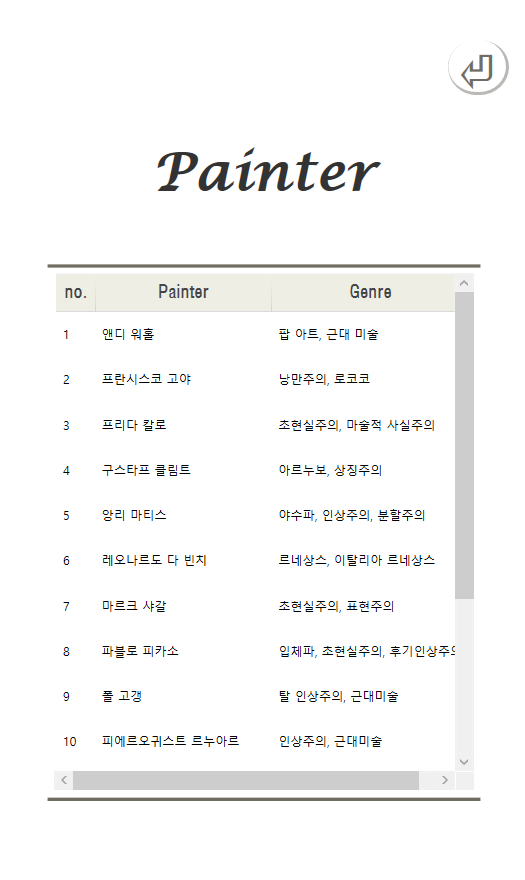 Painter
no. Painter Genre
1 앤디 워홀 팝 아트, 근대 미술
2 프란시스코 고야 낭만주의, 로코코
3 프리다 칼로 초현실주의, 마술적 사실주의
4 구스타프 클림트 아르누보, 상징주의
5 앙리 마티스 야수파, 인상주의, 분할주의
6 레오나르도 다 빈치 르네상스, 이탈리아 르네상스
7 마르크 샤갈 초현실주의, 표현주의
8 파블로 피카소 입체파, 초현실주의, 후기인상주의
9 폴 고갱 탈 인상주의, 근대미술
10 피에르오귀스트 르누아르 인상주의, 근대미술